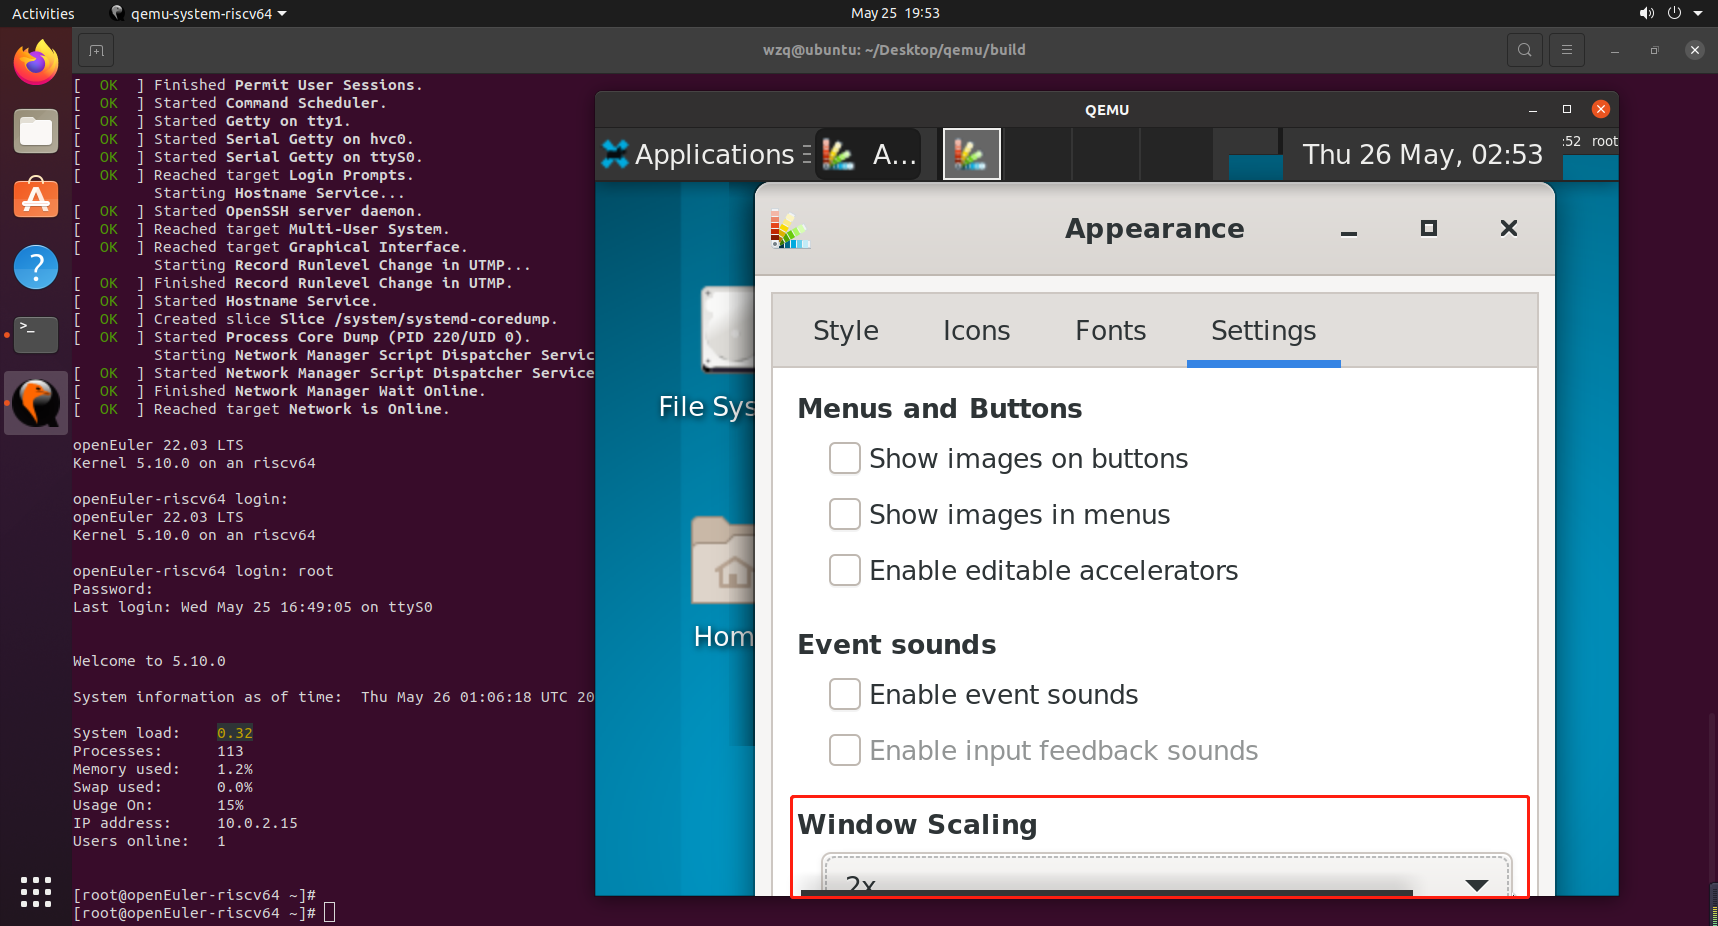 Activities
qemu-system-riscv64
May 25 19:53
wzq@ubuntu: ~/Desktop/qemu/build
[ OK ] Finished Permit User Sessions.
[ OK ] Started Command Scheduler.
[ OK ] Started Getty on tty1.
[ OK ] Started Serial Getty on hvc0.
[ OK ] Started Serial Getty on ttyS0.
[ OK ] Reached target Login Prompts.
Starting Hostname Service...
[ OK ] Started OpenSSH server daemon.
[ OK ] Reached target Multi-User System.
[ OK ] Reached target Graphical Interface.
Starting Record Runlevel Change in UTMP...
[ OK ] Finished Record Runlevel Change in UTMP.
[ OK ] Started Hostname Service.
[ OK ] Created slice Slice /system/systemd-coredump.
[ OK ] Started Process Core Dump (PID 220/UID 0).
Starting Network Manager Script Dispatcher Servic
[ OK ] Started Network Manager Script Dispatcher Service
[ OK ] Finished Network Manager Wait Online.
[ OK ] Reached target Network is Online.
openEuler 22.03 LTS
Kernel 5.10.0 on an riscv64
openEuler-riscv64 login:
openEuler 22.03 LTS
Kernel 5.10.0 on an riscv64
openEuler-riscv64 login: root
Password:
Last login: Wed May 25 16:49:05 on ttyS0
Welcome to 5.10.0
System information as of time: Thu May 26 01:06:18 UTC 20
System load: 0.32
Processes: 113
Memory used: 1.2%
Swap used: 0.0%
Usage On: 15%
IP address: 10.0.2.15
Users online: 1
[root@openEuler-riscv64 ~]#
[root@openEuler-riscv64 ~]#
QEMU
Applications
A...
Thu 26 May, 02:53
:52 root
File Sys
Hom
Appearance
Style Icons Fonts Settings
Menus and Buttons
Show images on buttons
Show images in menus
Enable editable accelerators
Event sounds
Enable event sounds
Enable input feedback sounds
Window Scaling
2x